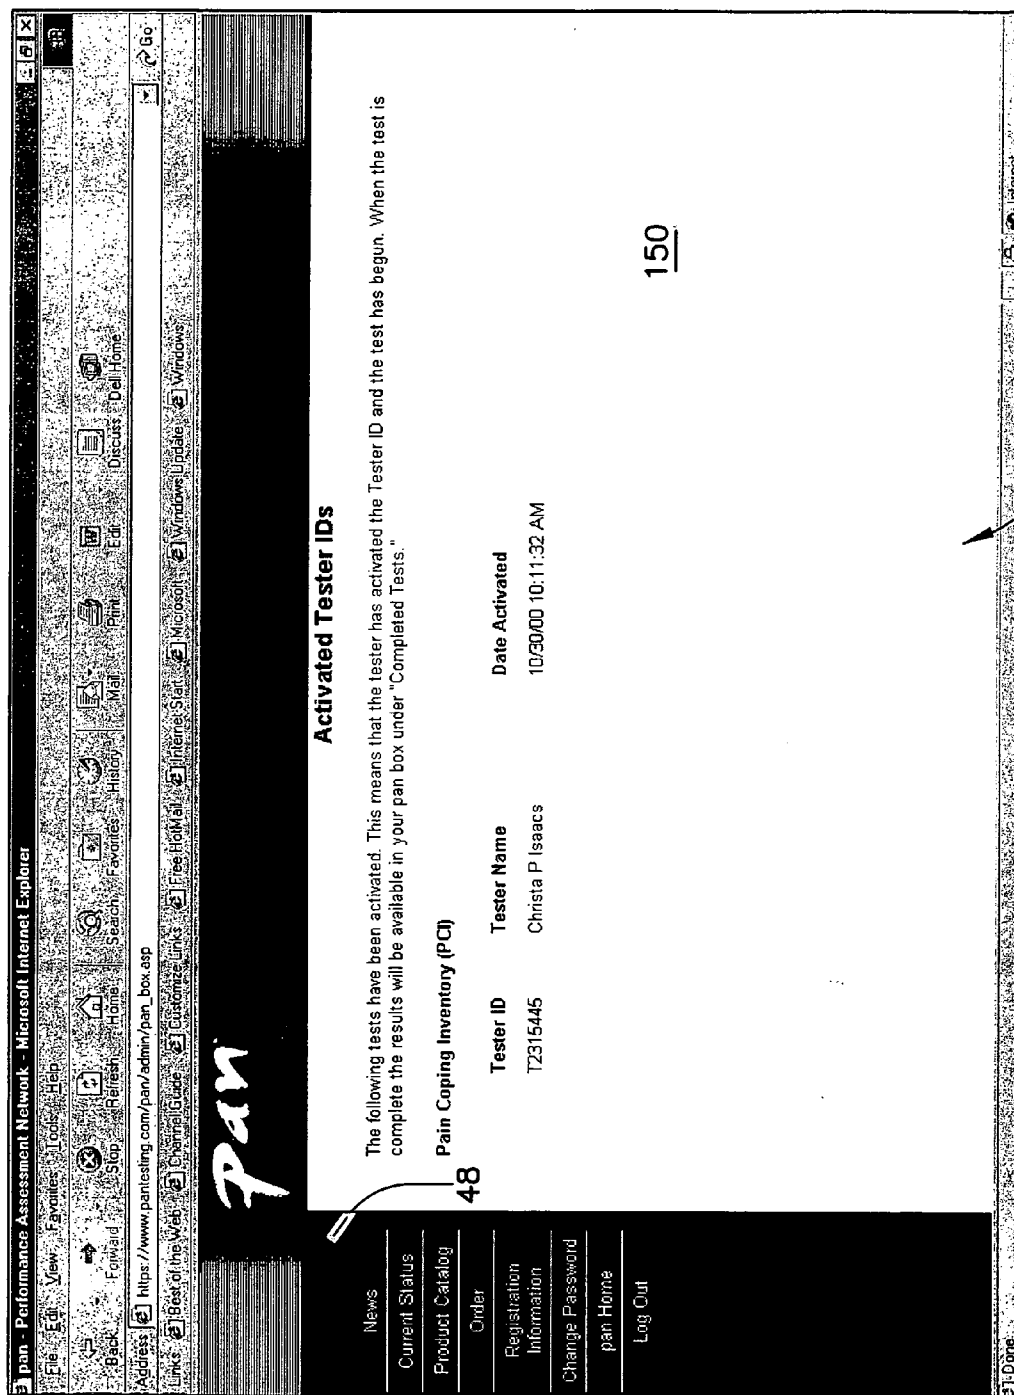 pan - Performance Assessment Network - Microsoft Internet Explorer
File Edit View Favorites Tools Help
Back Forward Stop Refresh Home Search Favorites History Mail Print Edit Discuss Dell Home
Address https://www.pantesting.com/pan/admin/pan_box.asp Go
Links Best of the Web Channel Guide Customize Links Free HotMail Internet Start Microsoft Windows Update Windows
Pan
News
Current Status
Product Catalog
Order
Registration
Information
Change Password
pan Home
Log Out
48
Activated Tester IDs
The following tests have been activated. This means that the tester has activated the Tester ID and the test has begun. When the test is
complete the results will be available in your pan box under "Completed Tests."
Pain Coping Inventory (PCI)
Tester ID Tester Name Date Activated
T2315445 Christa P Isaacs 10/30/00 10:11:32 AM
150
Done Internet